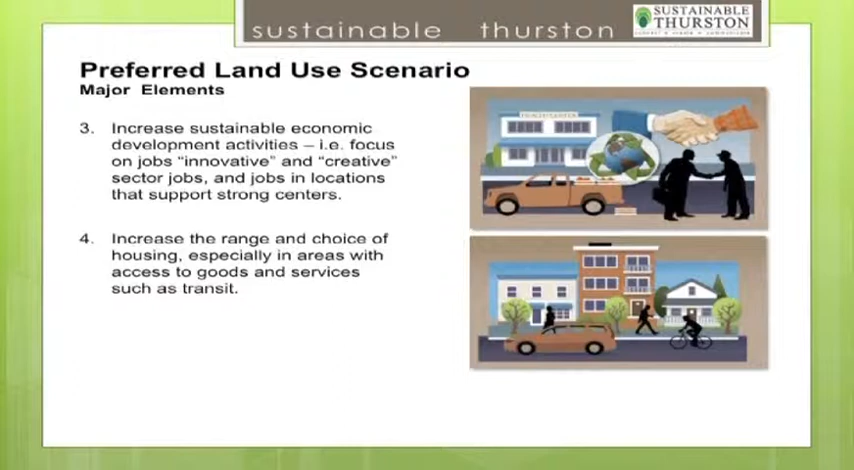 sustainable thurston
SUSTAINABLE
THURSTON
Preferred Land Use Scenario
Major Elements
3. Increase sustainable economic
development activities – i.e. focus
on jobs “innovative” and “creative”
sector jobs, and jobs in locations
that support strong centers.
4. Increase the range and choice of
housing, especially in areas with
access to goods and services
such as transit.